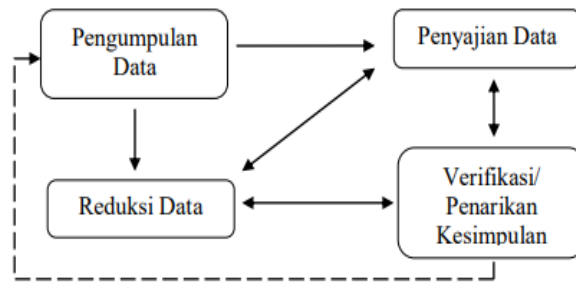 Pengumpulan
Data
Penyajian Data
Reduksi Data
Verifikasi/
Penarikan
Kesimpulan